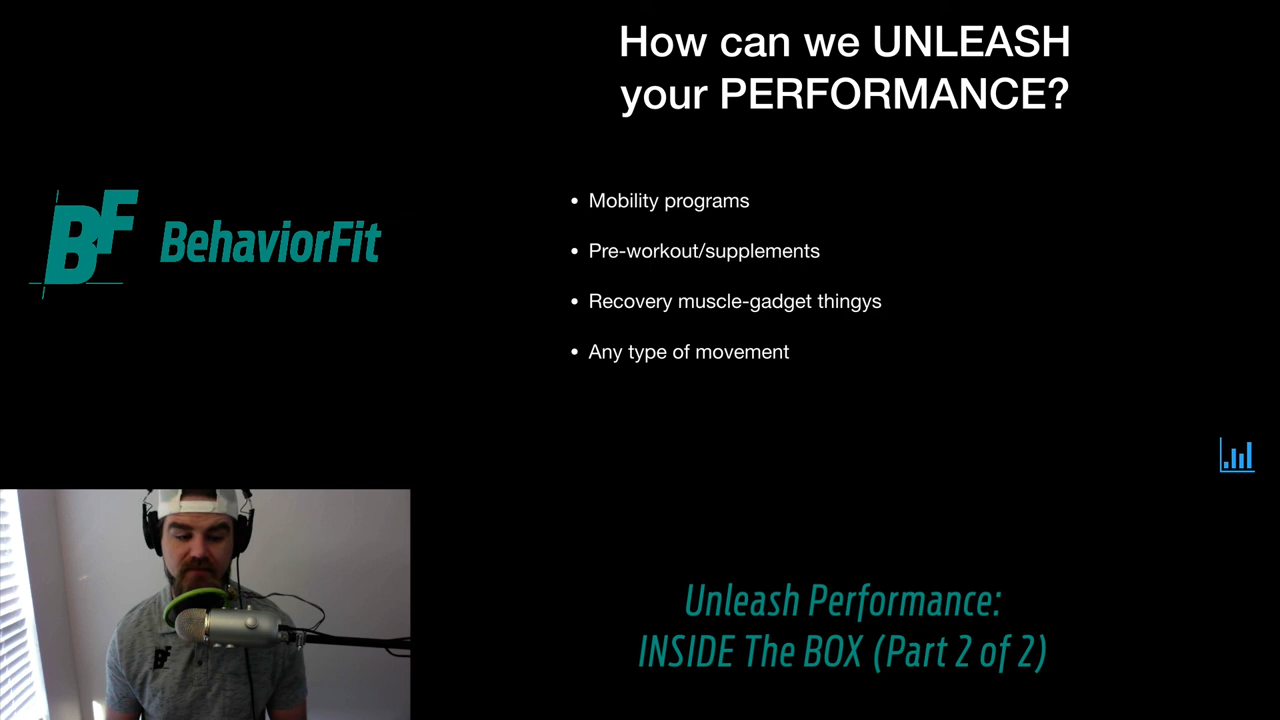 How can we UNLEASH
your PERFORMANCE?
BF BehaviorFit
• Mobility programs
• Pre-workout/supplements
• Recovery muscle-gadget thingys
• Any type of movement
BF
Unleash Performance:
INSIDE The BOX (Part 2 of 2)